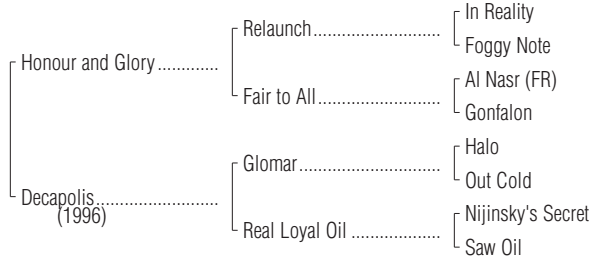 In Reality
Relaunch
Foggy Note
Honour and Glory
Al Nasr (FR)
Fair to All
Gonfalon
Halo
Glomar
Out Cold
Decapolis
(1996)
Nijinsky's Secret
Real Loyal Oil
Saw Oil